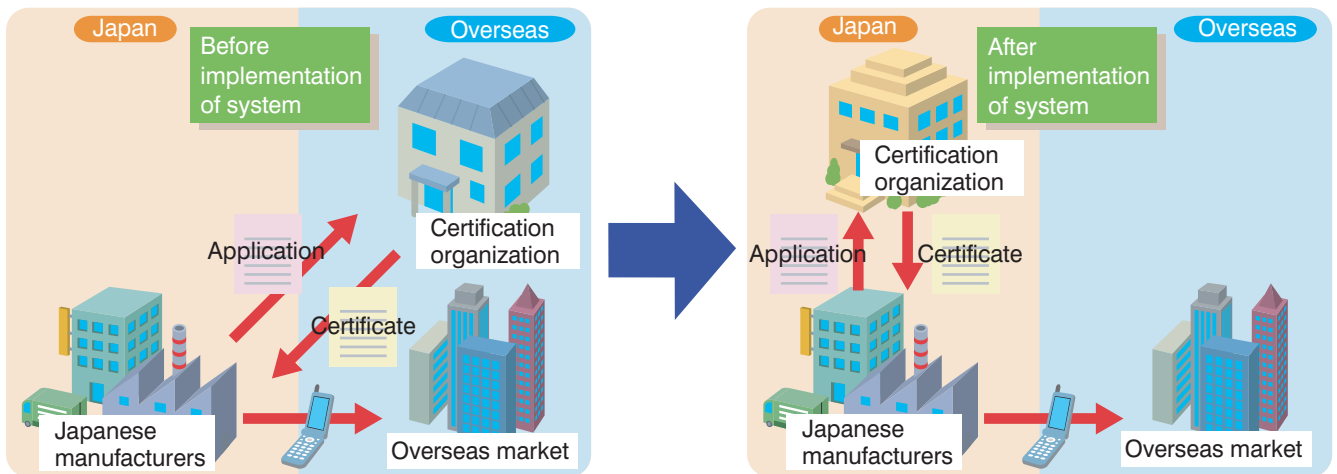 Japan
Before
implementation
of system
Overseas
Application
Certification
organization
Certificate
Japanese
manufacturers
Overseas market
Japan
After
implementation
of system
Overseas
Certification
organization
Application
Certificate
Japanese
manufacturers
Overseas market